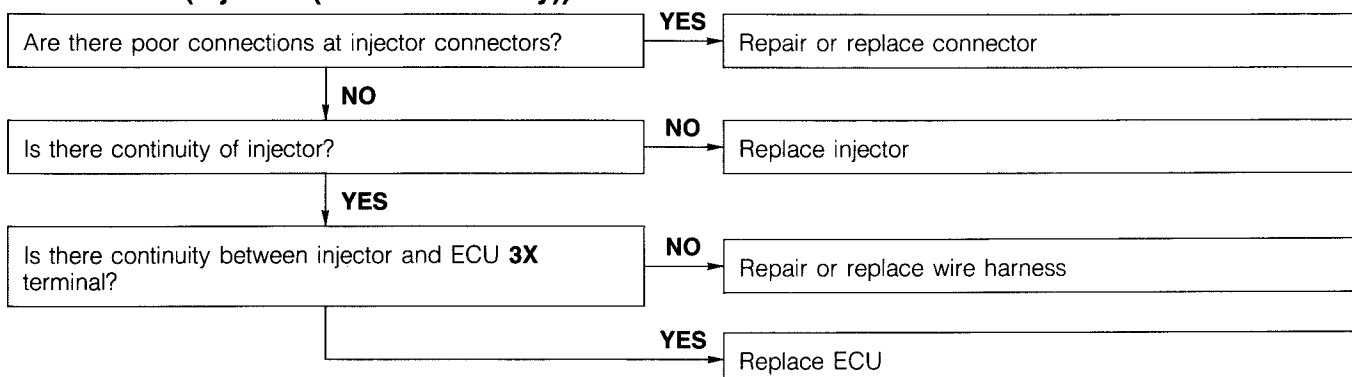 Are there poor connections at injector connectors?
YES
Repair or replace connector
NO
Is there continuity of injector?
NO
Replace injector
YES
Is there continuity between injector and ECU 3X
terminal?
NO
Repair or replace wire harness
YES
Replace ECU